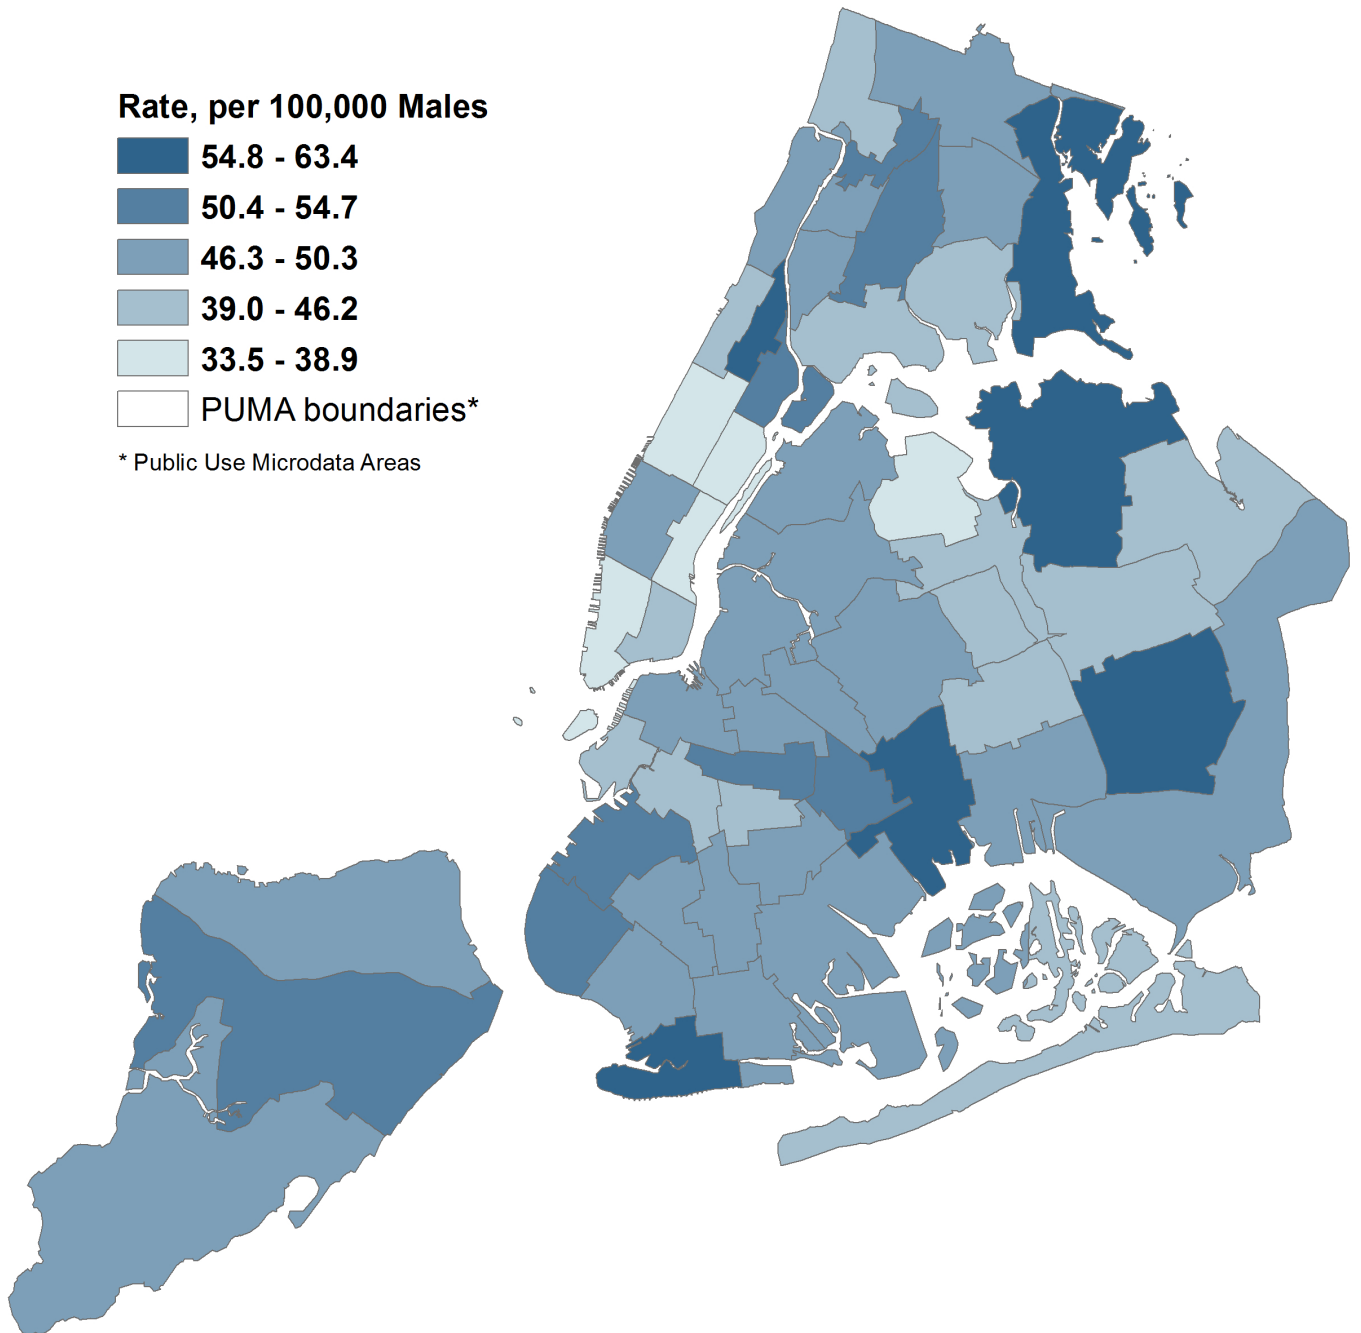 Rate, per 100,000 Males
54.8 - 63.4
50.4 - 54.7
46.3 - 50.3
39.0 - 46.2
33.5 - 38.9
PUMA boundaries*
* Public Use Microdata Areas